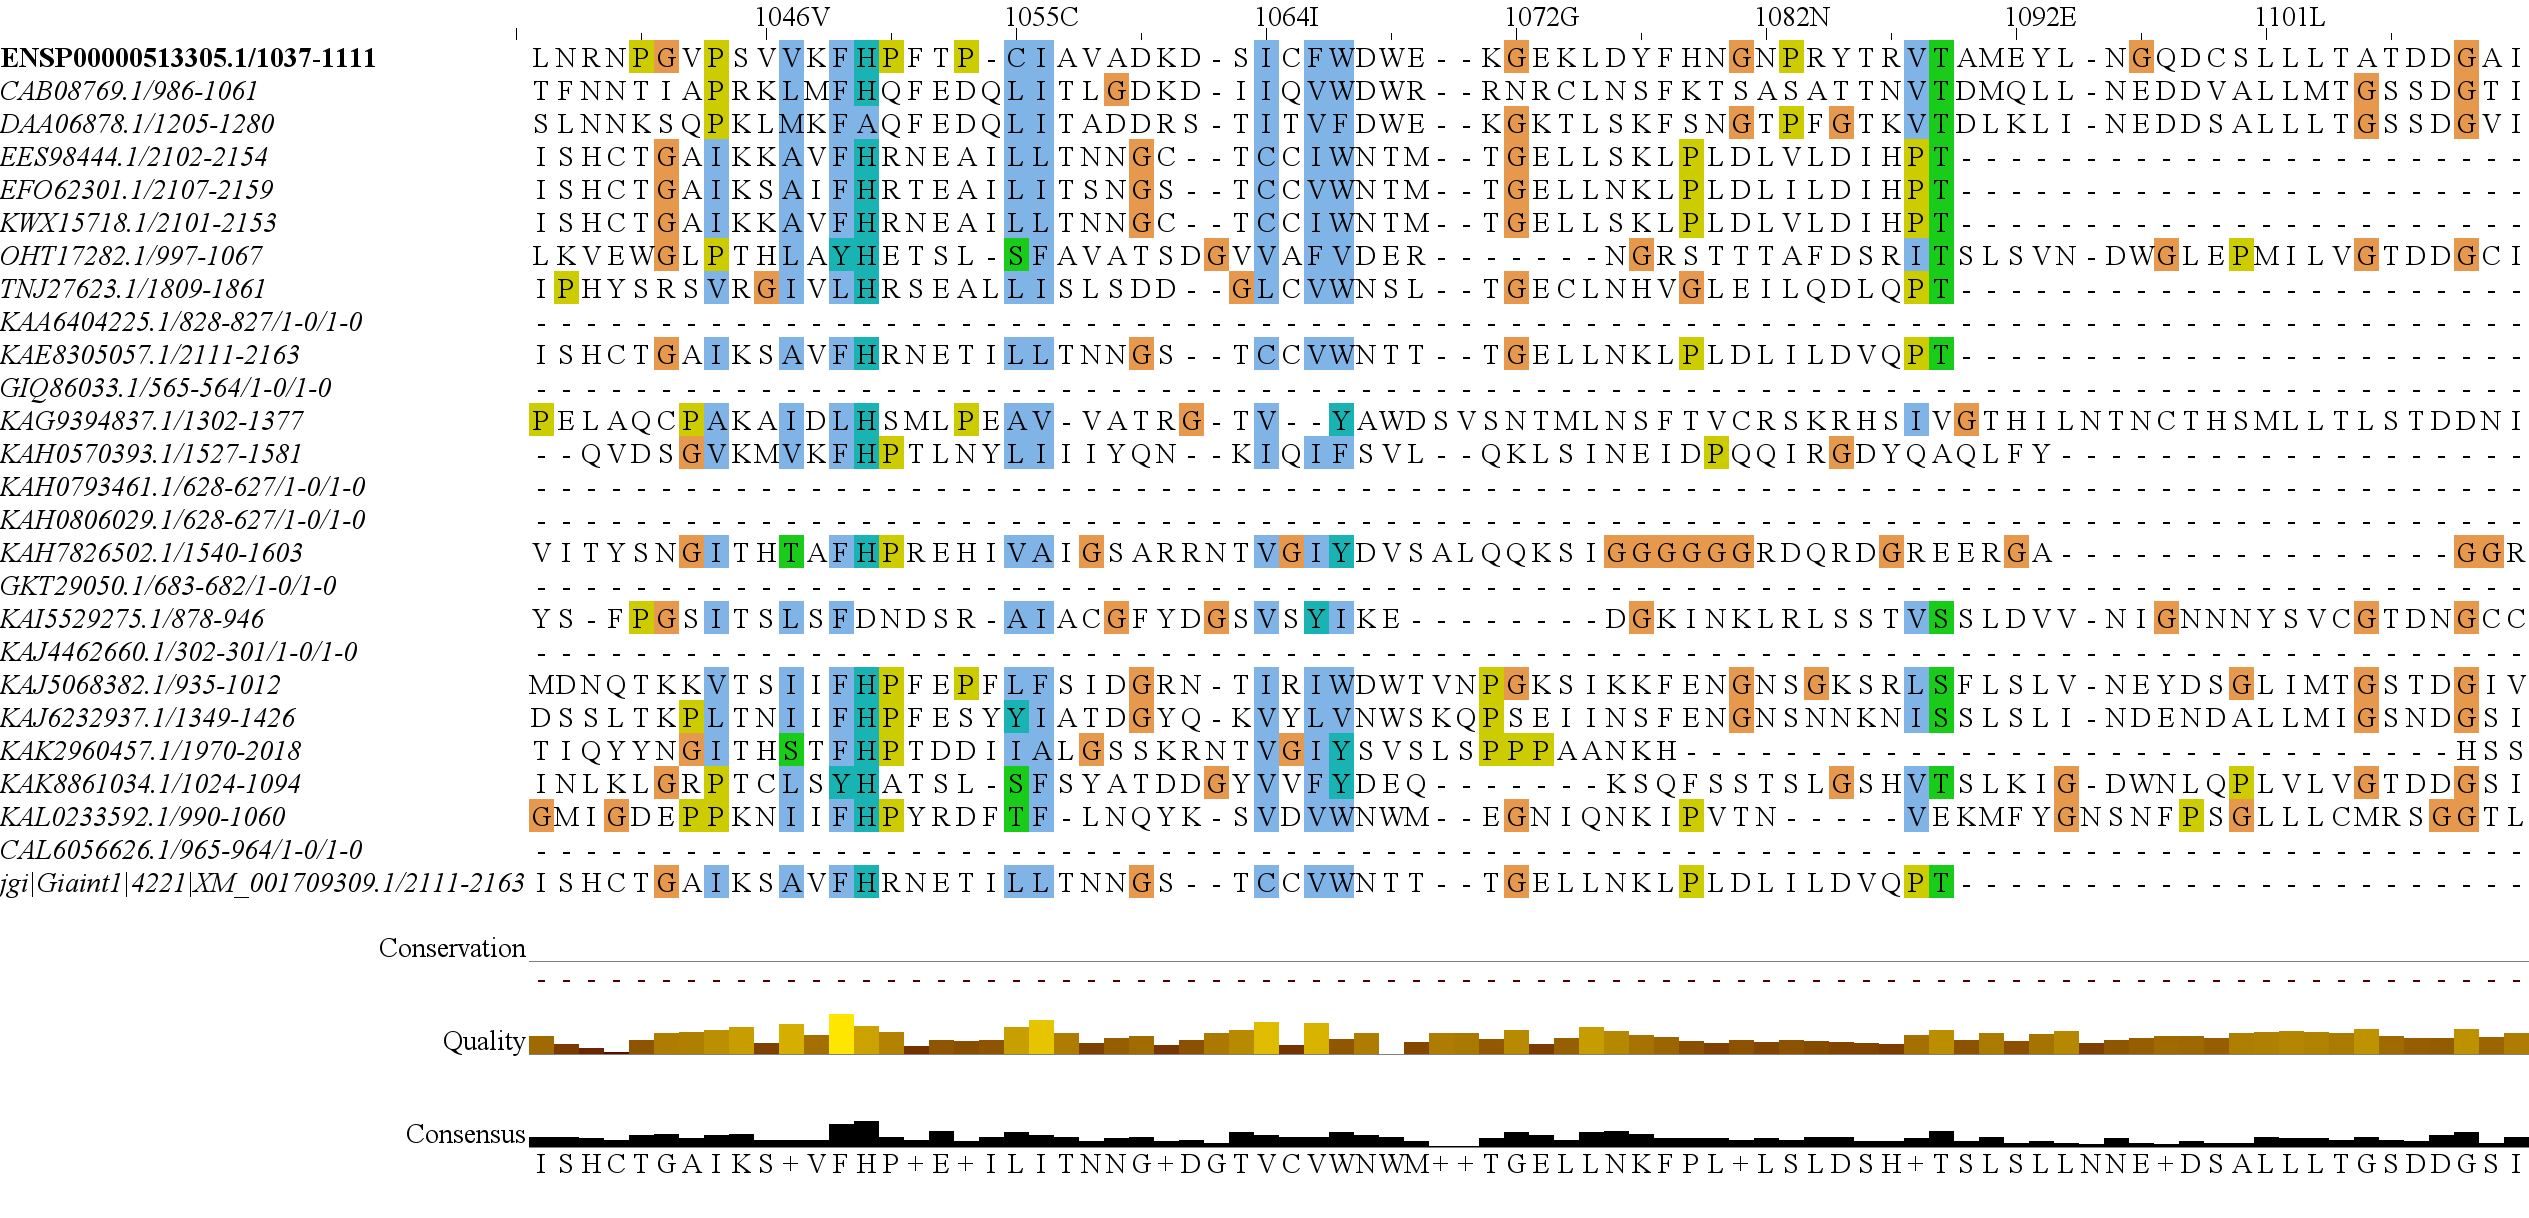 1046V 1055C 1064I 1072G 1082N 1092E 1101L
ENSP00000513305.1/1037-1111 LNRNPGVPSVVKFHPFTP-CIAVADKD-SICFWDWE--KGEKLDYFHNGNPRYTRVTAMEYL-NGQDCSLLLTATDDGAI
CAB08769.1/986-1061 TFNNTIAPRKLMFHQFEDQLITLGDKD-IIQVWDWR--RNRCLNSFKTSASATTNVTDMQLL-NEDDVALLMTGSSDGTI
DAA06878.1/1205-1280 SLNNKSQPKLMKFAQFEDQLITADDRS-TITVFDWE--KGKTLSKFSNGTPFGTKVTDLKLI-NEDDSALLLTGSSDGVI
EES98444.1/2102-2154 ISHCTGAIKKAVFHRNEAILLTNNGC--TCCIWNTM--TGELLSKLPLDLVLDIHPT-----------------------
EFO62301.1/2107-2159 ISHCTGAIKSAIFHRTEAILITSNGS--TCCVWNTM--TGELLNKLPLDLILDIHPT-----------------------
KWX15718.1/2101-2153 ISHCTGAIKKAVFHRNEAILLTNNGC--TCCIWNTM--TGELLSKLPLDLVLDIHPT-----------------------
OHT17282.1/997-1067 LKVEWGLPTHLAYHETSL-SFAVATSDGVVAFVDER-------NGRSTTTAFDSRITSLSVN-DWGLEPMILVGTDDGCI
TNJ27623.1/1809-1861 IPHYSRSVRGIVLHRSEALLISLSDD--GLCVWNSL--TGECLNHVGLEILQDLQPT-----------------------
KAA6404225.1/828-827/1-0/1-0 --------------------------------------------------------------------------------
KAE8305057.1/2111-2163 ISHCTGAIKSAVFHRNETILLTNNGS--TCCVWNTT--TGELLNKLPLDLILDVQPT-----------------------
GIQ86033.1/565-564/1-0/1-0 --------------------------------------------------------------------------------
KAG9394837.1/1302-1377 PELAQCPAKAIDLHSMLPEAV-VATRG-TV--YAWDSVSNTMLNSFTVCRSKRHSIVGTHILNTNCTHSMLLTLSTDDNI
KAH0570393.1/1527-1581 --QVDSGVKMVKFHPTLNYLIIIYQN--KIQIFSVL--QKLSINEIDPQQIRGDYQAQLFY-------------------
KAH0793461.1/628-627/1-0/1-0 --------------------------------------------------------------------------------
KAH0806029.1/628-627/1-0/1-0 --------------------------------------------------------------------------------
KAH7826502.1/1540-1603 VITYSNGITHTAFHPREHIVAIGSARRNTVGIYDVSALQQKSIGGGGGGRDQRDGREERGA----------------GGR
GKT29050.1/683-682/1-0/1-0 --------------------------------------------------------------------------------
KAI5529275.1/878-946 YS-FPGSITSLSFDNDSR-AIACGFYDGSVSYIKE--------DGKINKLRLSSTVSSLDVV-NIGNNNYSVCGTDNGCC
KAJ4462660.1/302-301/1-0/1-0 --------------------------------------------------------------------------------
KAJ5068382.1/935-1012 MDNQTKKVTSIIFHPFEPFLFSIDGRN-TIRIWDWTVNPGKSIKKFENGNSGKSRLSFLSLV-NEYDSGLIMTGSTDGIV
KAJ6232937.1/1349-1426 DSSLTKPLTNIIFHPFESYYIATDGYQ-KVYLVNWSKQPSEIINSFENGNSNNKNISSLSLI-NDENDALLMIGSNDGSI
KAK2960457.1/1970-2018 TIQYYNGITHSTFHPTDDIIALGSSKRNTVGIYSVSLSPPPAANKH-------------------------------HSS
KAK8861034.1/1024-1094 INLKLGRPTCLSYHATSL-SFSYATDDGYVVFYDEQ-------KSQFSSTSLGSHVTSLKIG-DWNLQPLVLVGTDDGSI
KAL0233592.1/990-1060 GMIGDEPPKNIIFHPYRDFTF-LNQYK-SVDVWNWM--EGNIQNKIPVTN-----VEKMFYGNSNFPSGLLLCMRSGGTL
CAL6056626.1/965-964/1-0/1-0 --------------------------------------------------------------------------------
jgi|Giaint1|4221|XM_001709309.1/2111-2163 ISHCTGAIKSAVFHRNETILLTNNGS--TCCVWNTT--TGELLNKLPLDLILDVQPT-----------------------
Conservation
--------------------------------------------------------------------------------
Quality
Consensus
ISHCTGAIKS+VFHP+E+ILITNNG+DGTVCVWNWM++TGELLNKFPL+LSLDSH+TSLSLLNNE+DSALLLTGSDDGSI